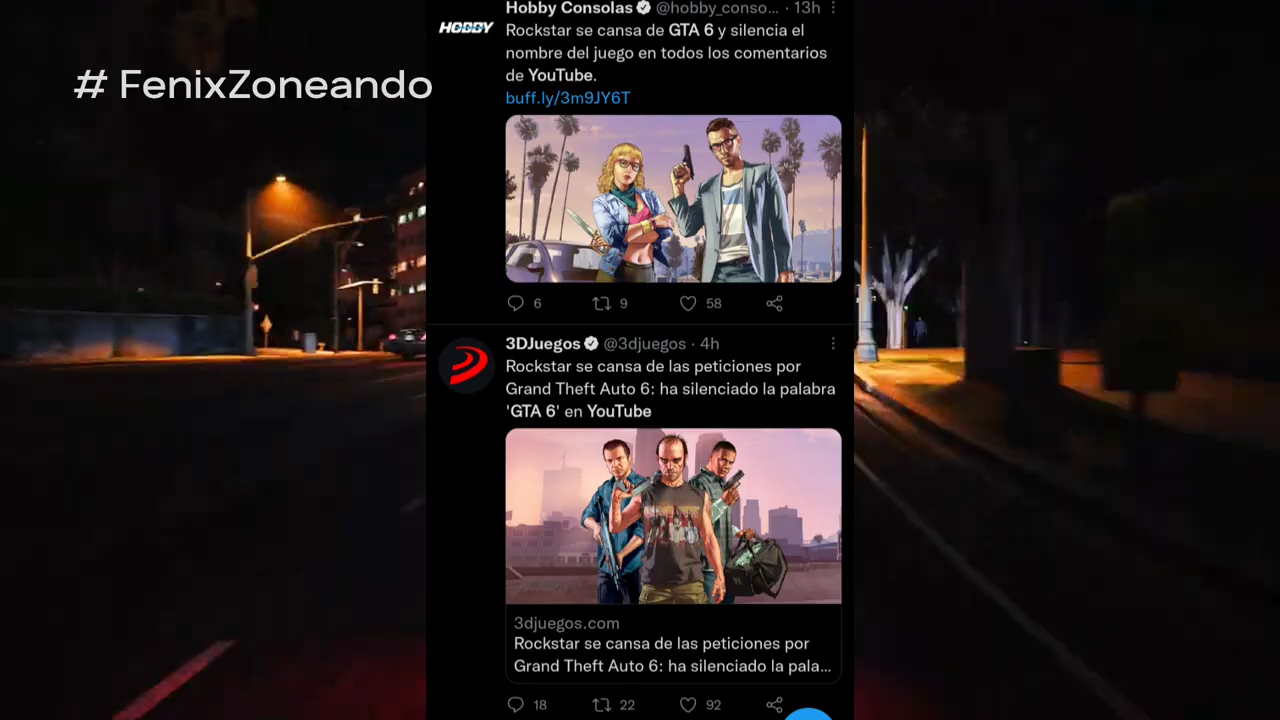 # FenixZoneando
HOBBY
Hobby Consolas @hobby_conso... · 13h
Rockstar se cansa de GTA 6 y silencia el
nombre del juego en todos los comentarios
de YouTube.
buff.ly/3m9JY6T
6 9 58
3DJuegos @3djuegos · 4h
Rockstar se cansa de las peticiones por
Grand Theft Auto 6: ha silenciado la palabra
'GTA 6' en YouTube
3djuegos.com
Rockstar se cansa de las peticiones por
Grand Theft Auto 6: ha silenciado la pala...
18 22 92